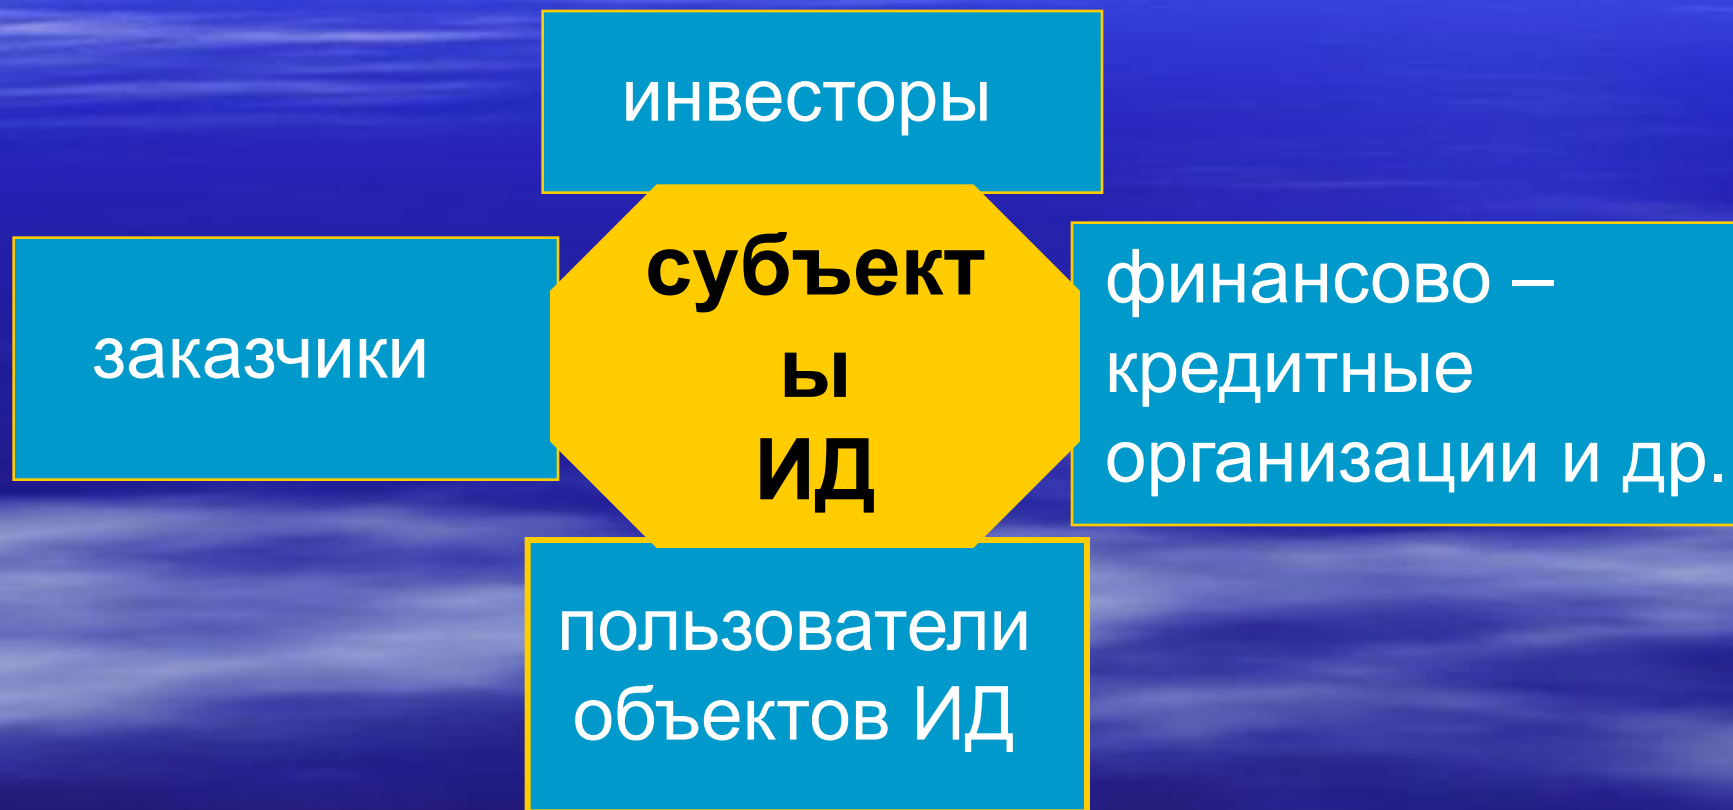 инвесторы
заказчики
субъект
ы
ИД
финансово –
кредитные
организации и др.
пользователи
объектов ИД